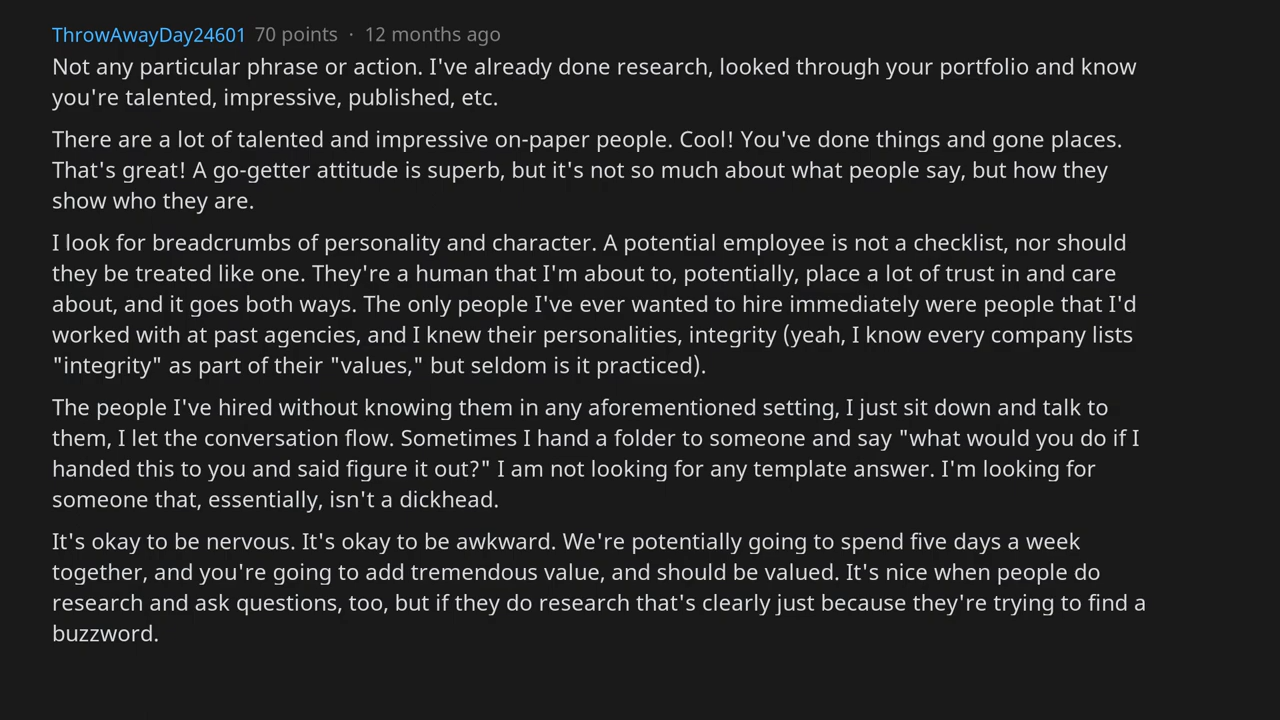 ThrowAwayDay24601 70 points · 12 months ago
Not any particular phrase or action. I've already done research, looked through your portfolio and know
you're talented, impressive, published, etc.
There are a lot of talented and impressive on-paper people. Cool! You've done things and gone places.
That's great! A go-getter attitude is superb, but it's not so much about what people say, but how they
show who they are.
I look for breadcrumbs of personality and character. A potential employee is not a checklist, nor should
they be treated like one. They're a human that I'm about to, potentially, place a lot of trust in and care
about, and it goes both ways. The only people I've ever wanted to hire immediately were people that I'd
worked with at past agencies, and I knew their personalities, integrity (yeah, I know every company lists
"integrity" as part of their "values," but seldom is it practiced).
The people I've hired without knowing them in any aforementioned setting, I just sit down and talk to
them, I let the conversation flow. Sometimes I hand a folder to someone and say "what would you do if I
handed this to you and said figure it out?" I am not looking for any template answer. I'm looking for
someone that, essentially, isn't a dickhead.
It's okay to be nervous. It's okay to be awkward. We're potentially going to spend five days a week
together, and you're going to add tremendous value, and should be valued. It's nice when people do
research and ask questions, too, but if they do research that's clearly just because they're trying to find a
buzzword.